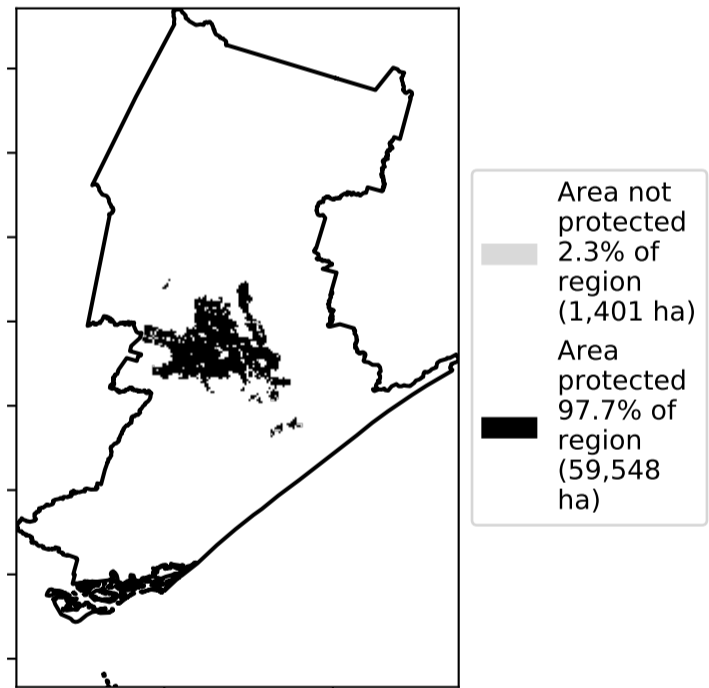 Area not
protected
2.3% of
region
(1,401 ha)
Area
protected
97.7% of
region
(59,548
ha)